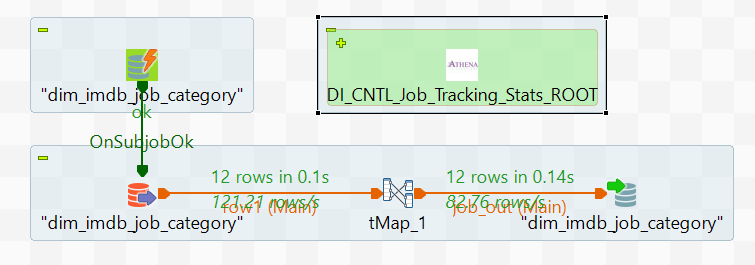 "dim_imdb_job_category"
ok
OnSubjobOk
ATHENA
DI_CNTL_Job_Tracking_Stats_ROOT
12 rows in 0.1s
121.21 rows/s
row1 (Main)
12 rows in 0.14s
82.76 rows/s
job_out (Main)
"dim_imdb_job_category"
tMap_1
"dim_imdb_job_category"